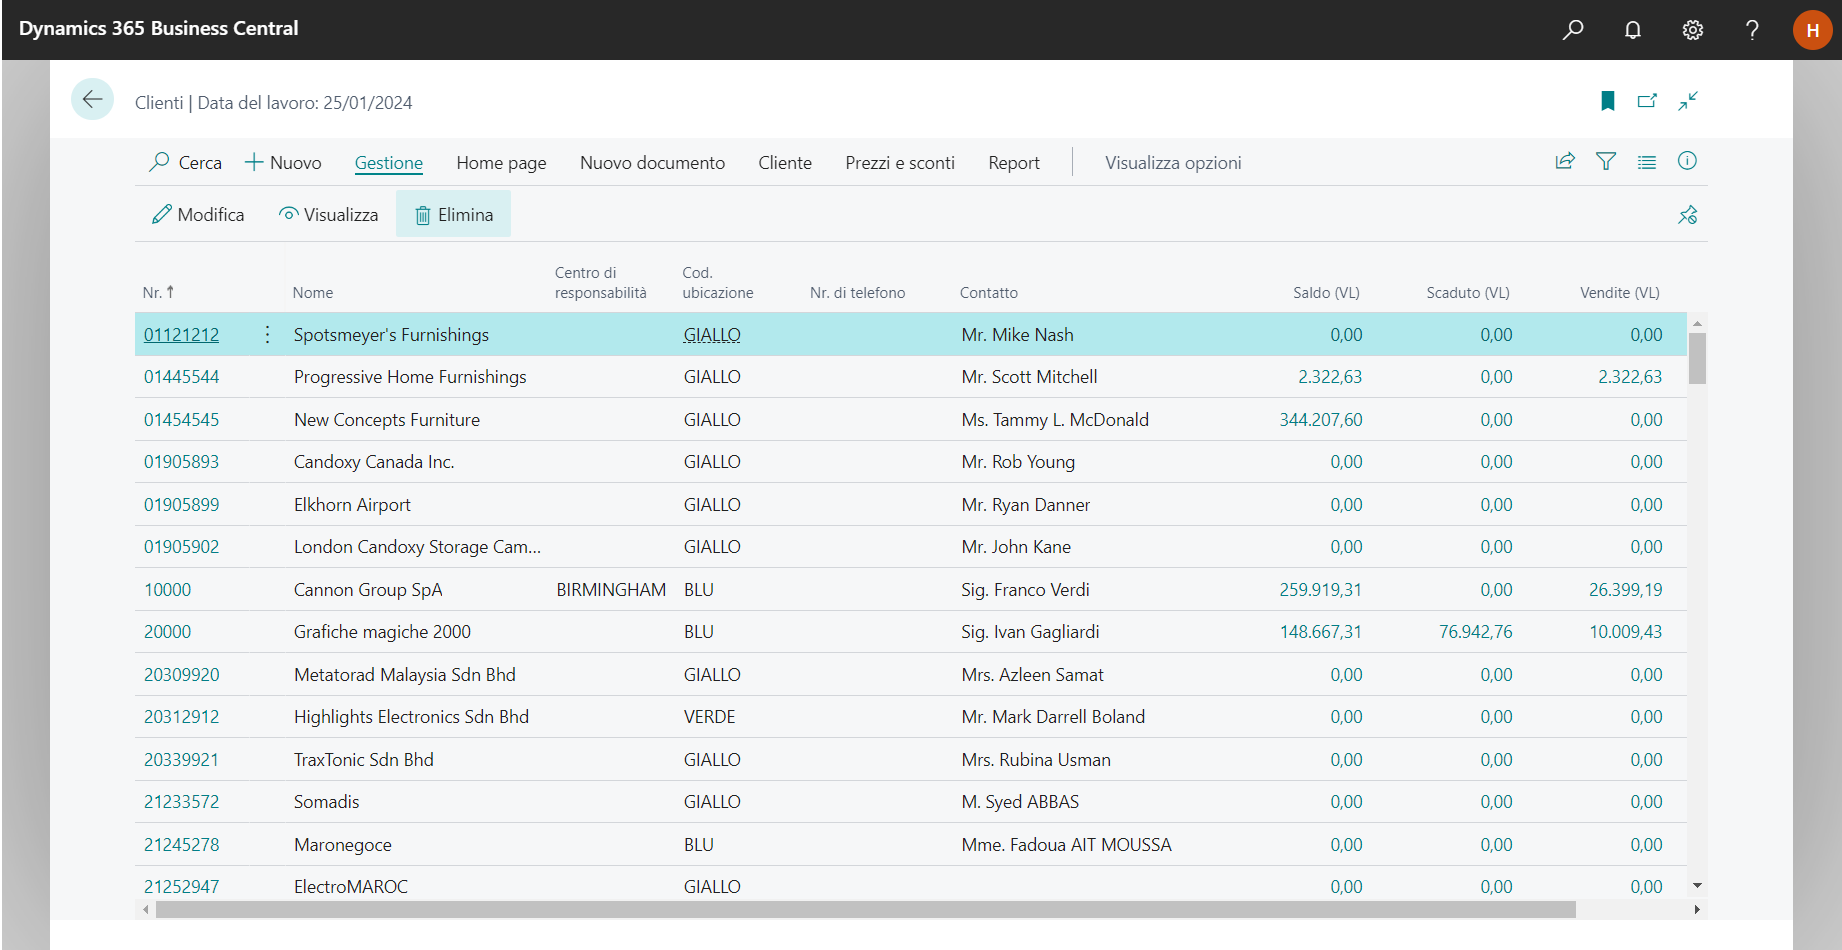 Dynamics 365 Business Central
H
Clienti | Data del lavoro: 25/01/2024
Cerca Nuovo Gestione Home page Nuovo documento Cliente Prezzi e sconti Report Visualizza opzioni
Modifica Visualizza Elimina
Nr. ↑ Nome Centro di responsabilità Cod. ubicazione Nr. di telefono Contatto Saldo (VL) Scaduto (VL) Vendite (VL)
01121212 Spotsmeyer's Furnishings GIALLO Mr. Mike Nash 0,00 0,00 0,00
01445544 Progressive Home Furnishings GIALLO Mr. Scott Mitchell 2.322,63 0,00 2.322,63
01454545 New Concepts Furniture GIALLO Ms. Tammy L. McDonald 344.207,60 0,00 0,00
01905893 Candoxy Canada Inc. GIALLO Mr. Rob Young 0,00 0,00 0,00
01905899 Elkhorn Airport GIALLO Mr. Ryan Danner 0,00 0,00 0,00
01905902 London Candoxy Storage Cam... GIALLO Mr. John Kane 0,00 0,00 0,00
10000 Cannon Group SpA BIRMINGHAM BLU Sig. Franco Verdi 259.919,31 0,00 26.399,19
20000 Grafiche magiche 2000 BLU Sig. Ivan Gagliardi 148.667,31 76.942,76 10.009,43
20309920 Metatorad Malaysia Sdn Bhd GIALLO Mrs. Azleen Samat 0,00 0,00 0,00
20312912 Highlights Electronics Sdn Bhd VERDE Mr. Mark Darrell Boland 0,00 0,00 0,00
20339921 TraxTonic Sdn Bhd GIALLO Mrs. Rubina Usman 0,00 0,00 0,00
21233572 Somadis GIALLO M. Syed ABBAS 0,00 0,00 0,00
21245278 Maronegoce BLU Mme. Fadoua AIT MOUSSA 0,00 0,00 0,00
21252947 ElectroMAROC GIALLO 0,00 0,00 0,00